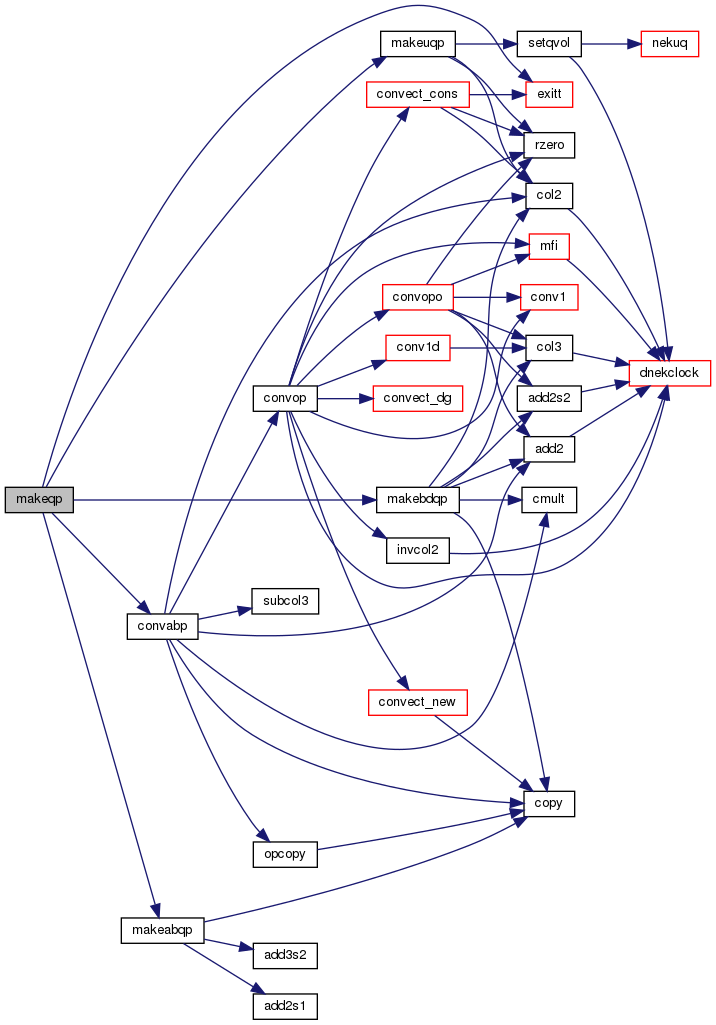 makeuqp
setqvol
nekuq
convect_cons
exitt
rzero
col2
mfi
convopo
conv1
conv1d
col3
dnekclock
convop
convect_dg
add2s2
add2
makeqp
makebdqp
cmult
invcol2
subcol3
convabp
convect_new
copy
opcopy
makeabqp
add3s2
add2s1